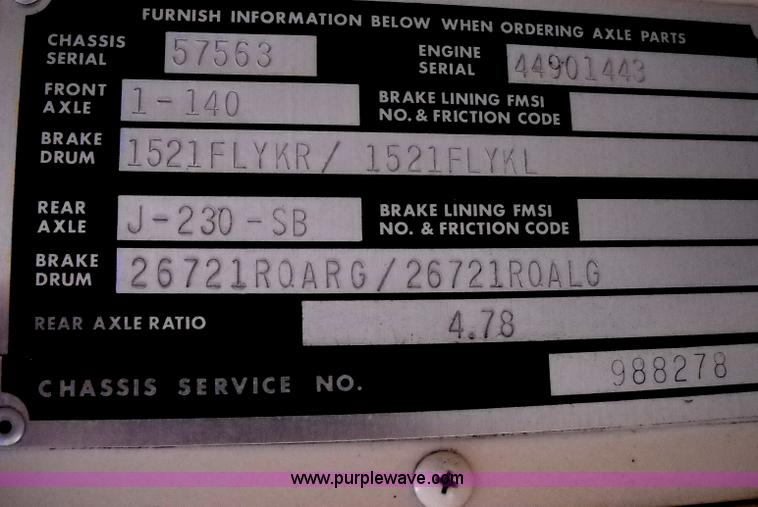 FURNISH INFORMATION BELOW WHEN ORDERING AXLE PARTS
CHASSIS SERIAL 57563 ENGINE SERIAL 44901443
FRONT AXLE 1-140 BRAKE LINING FMSI NO. & FRICTION CODE
BRAKE DRUM 1521FLYKR/ 1521FLYKL
REAR AXLE J-230-SB BRAKE LINING FMSI NO. & FRICTION CODE
BRAKE DRUM 26721RQARG/26721RQALG
REAR AXLE RATIO 4.78
CHASSIS SERVICE NO. 988278
www.purplewave.com